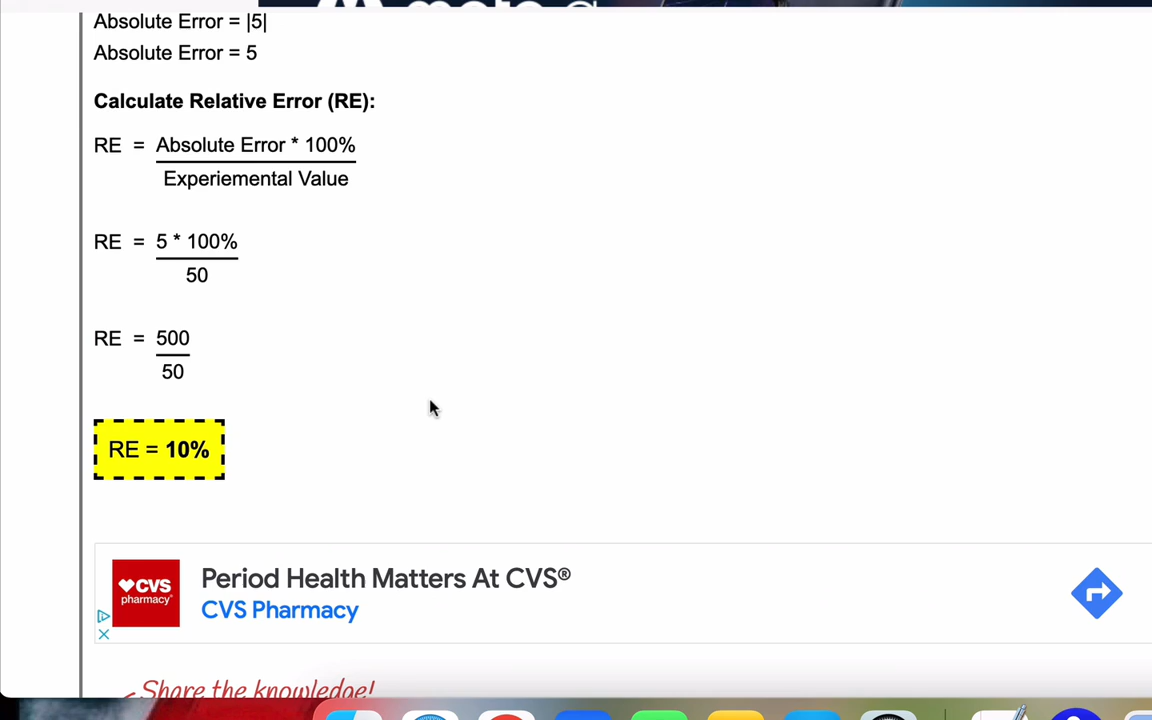 Absolute Error = |5|
Absolute Error = 5
Calculate Relative Error (RE):
RE = Absolute Error * 100%
Experiemental Value
RE = 5 * 100%
50
RE = 500
50
RE = 10%
Period Health Matters At CVS®
CVS pharmacy
CVS Pharmacy
Share the knowledge!